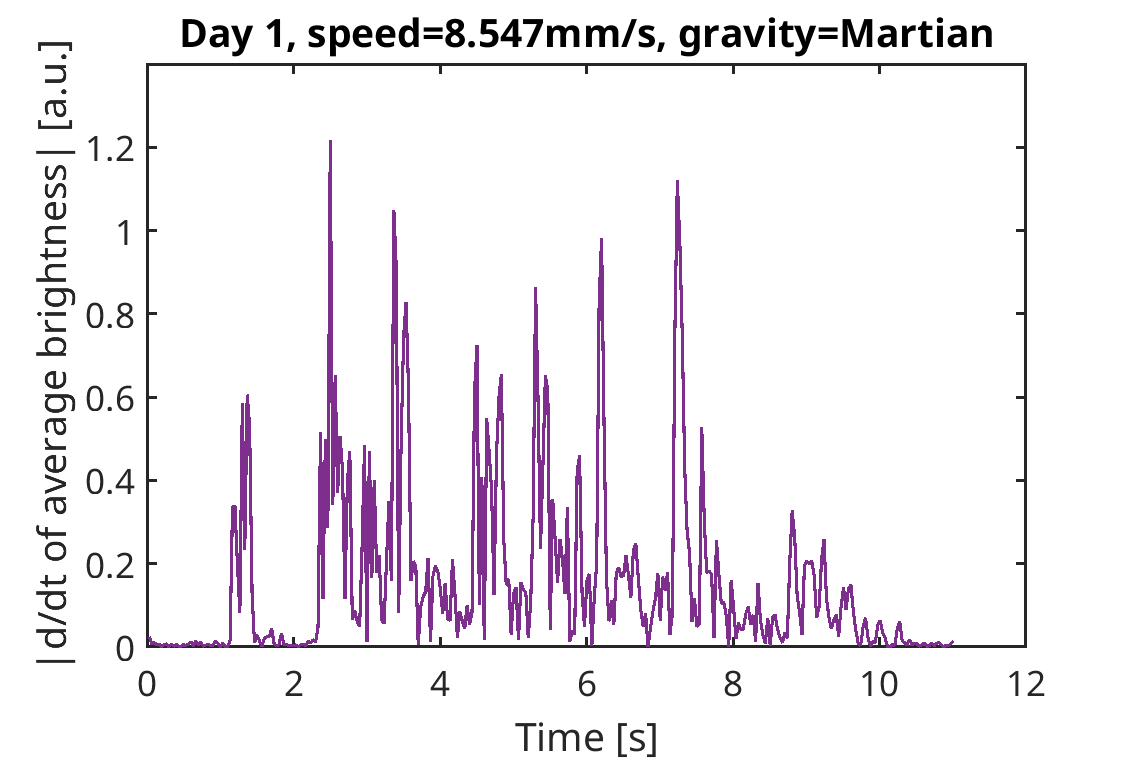 Day 1, speed=8.547mm/s, gravity=Martian
|d/dt of average brightness| [a.u.]
1.2
1
0.8
0.6
0.4
0.2
0
0 2 4 6 8 10 12
Time [s]